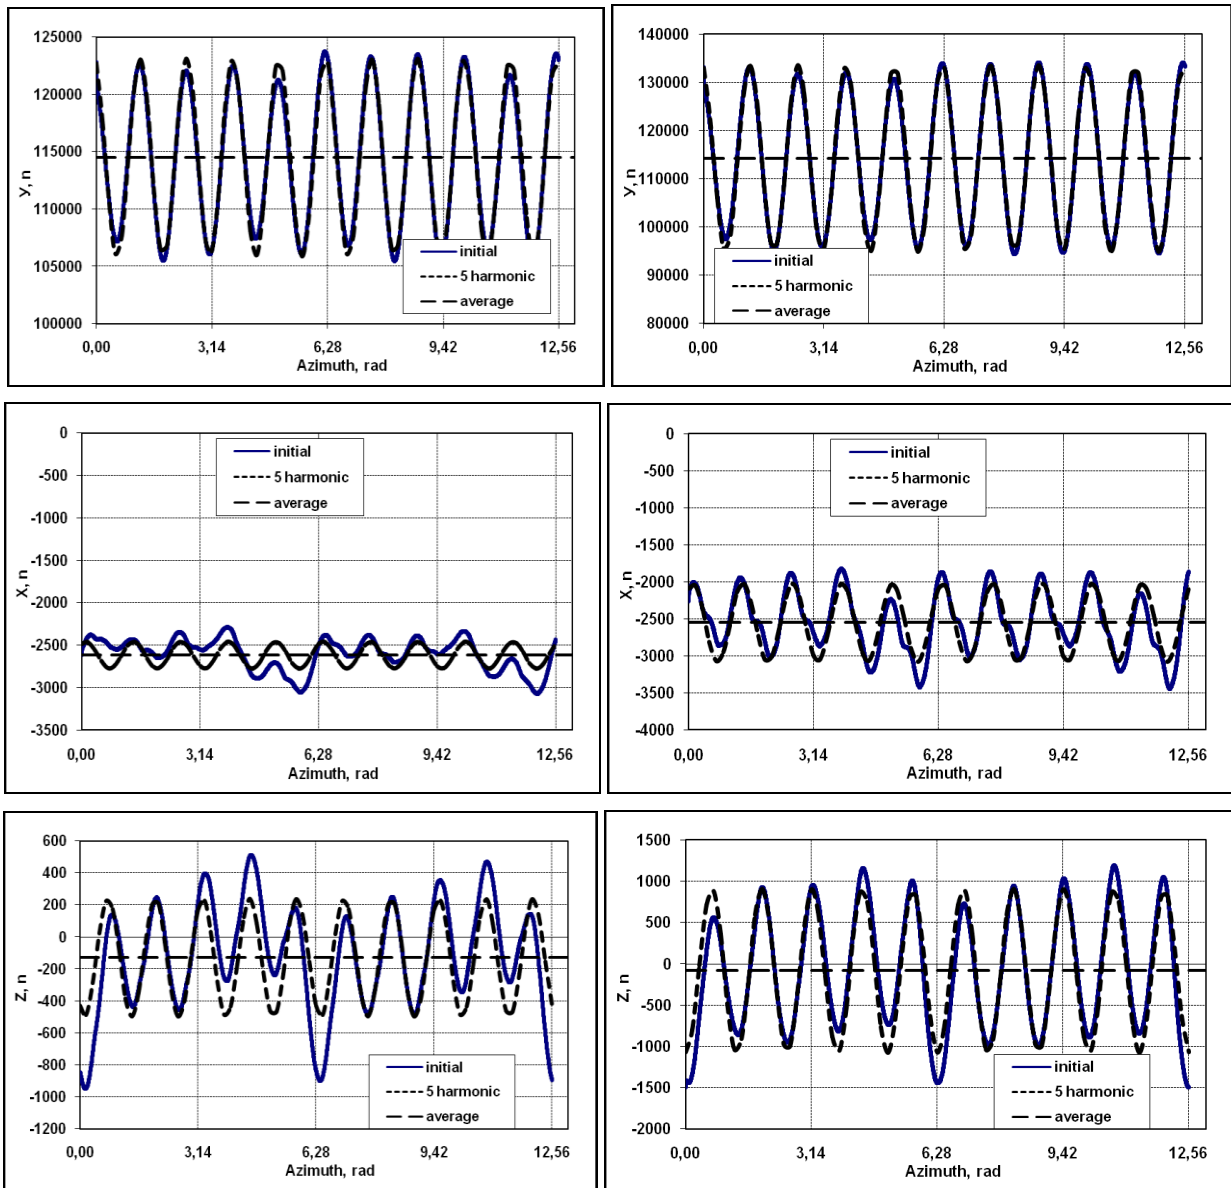 125000
120000
115000
110000
105000
100000
У, n
0,00
3,14
6,28
9,42
12,56
Azimuth, rad
initial
5 harmonic
average
140000
130000
120000
110000
100000
90000
80000
У, n
0,00
3,14
6,28
9,42
12,56
Azimuth, rad
initial
5 harmonic
average
0
-500
-1000
-1500
-2000
-2500
-3000
-3500
X, n
0,00
3,14
6,28
9,42
12,56
Azimuth, rad
initial
5 harmonic
average
0
-500
-1000
-1500
-2000
-2500
-3000
-3500
-4000
X, n
0,00
3,14
6,28
9,42
12,56
Azimuth, rad
initial
5 harmonic
average
600
400
200
0
-200
-400
-600
-800
-1000
-1200
Z, n
0,00
3,14
6,28
9,42
12,56
Azimuth, rad
initial
5 harmonic
average
1500
1000
500
0
-500
-1000
-1500
-2000
Z, n
0,00
3,14
6,28
9,42
12,56
Azimuth, rad
initial
5 harmonic
average